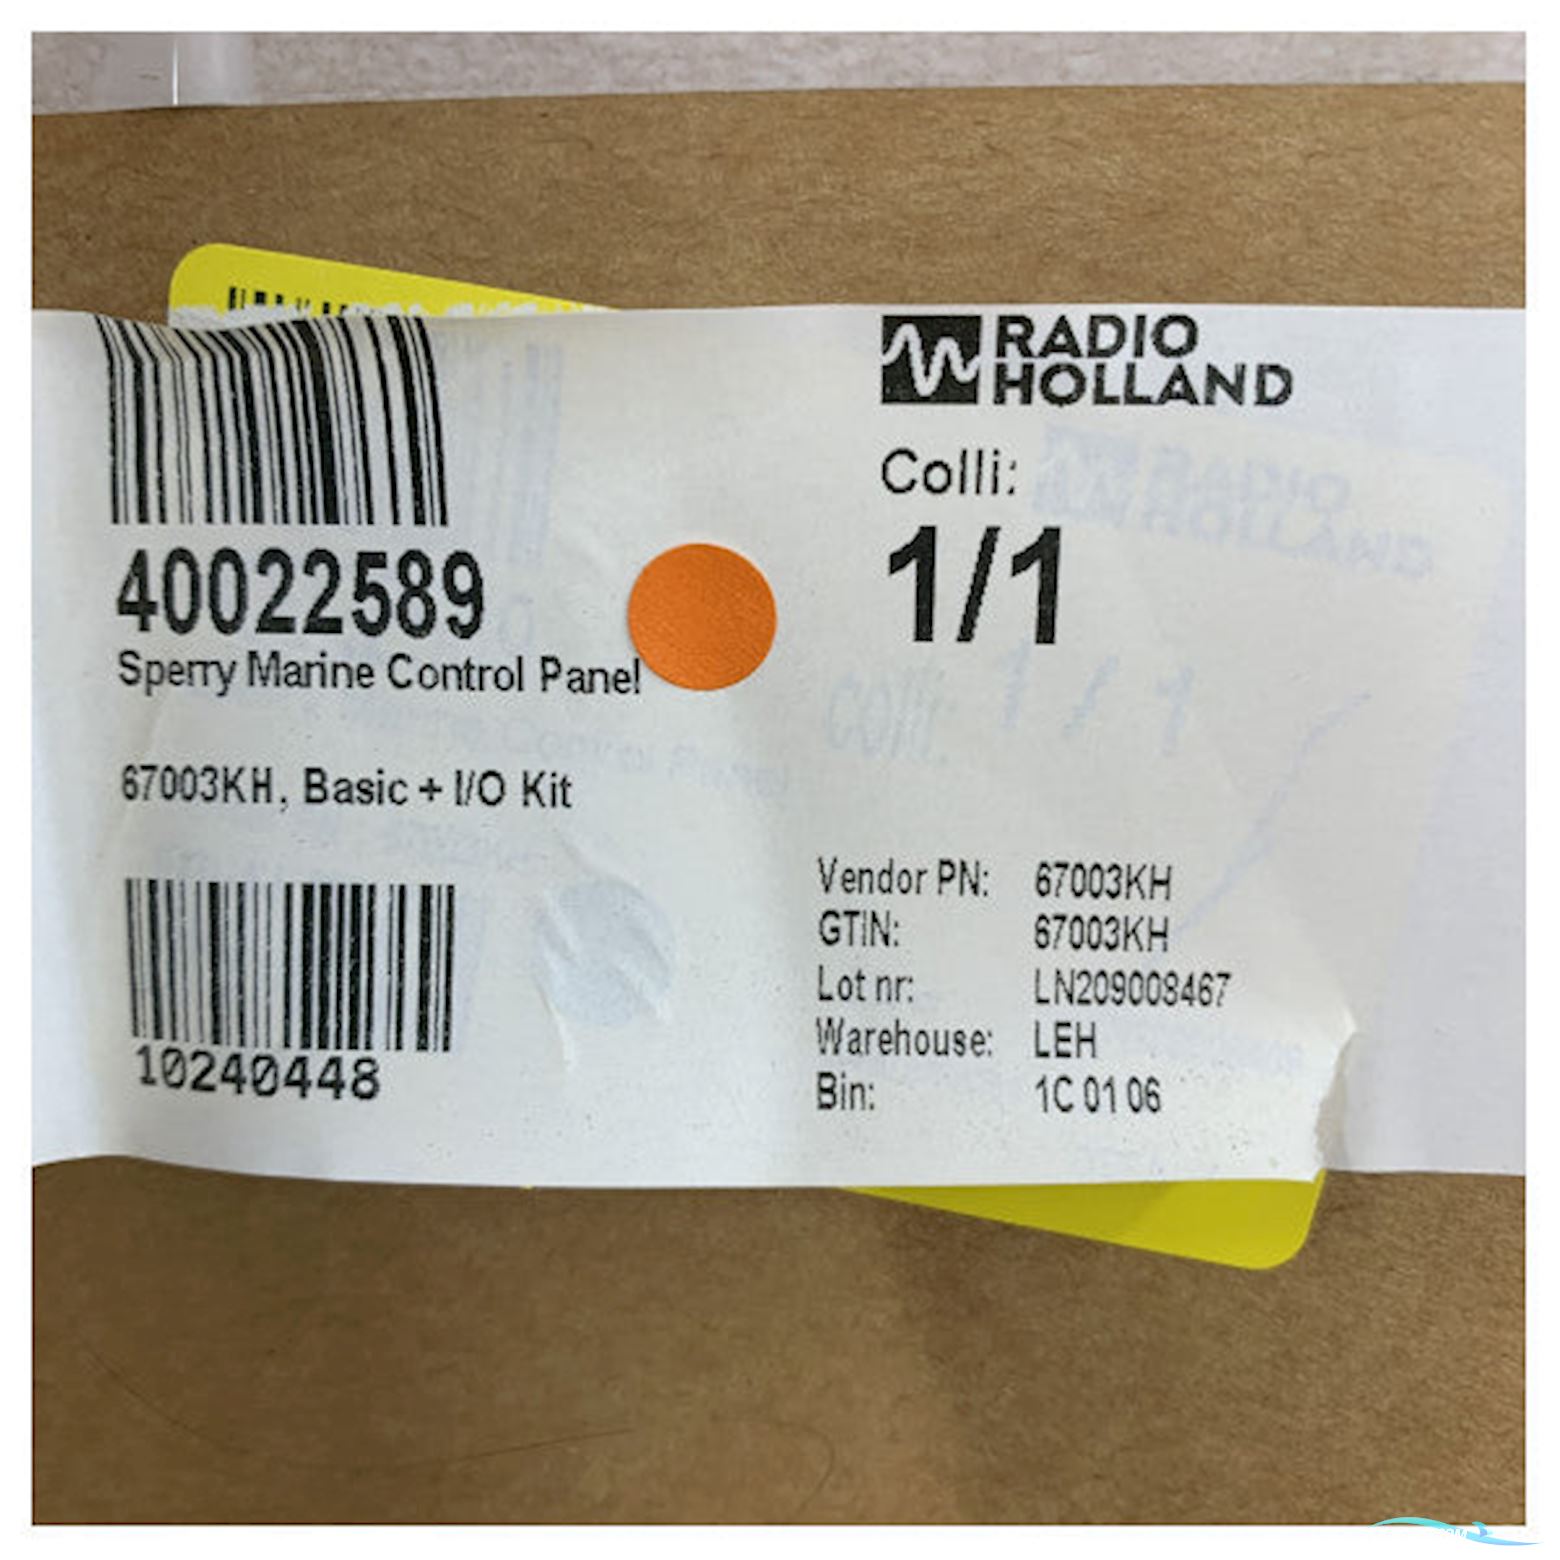 RADIO
HOLLAND
Colli:
1/1
40022589
Sperry Marine Control Panel
67003KH, Basic + I/O Kit
10240448
Vendor PN: 67003KH
GTIN: 67003KH
Lot nr: LN209008467
Warehouse: LEH
Bin: 1C 01 06